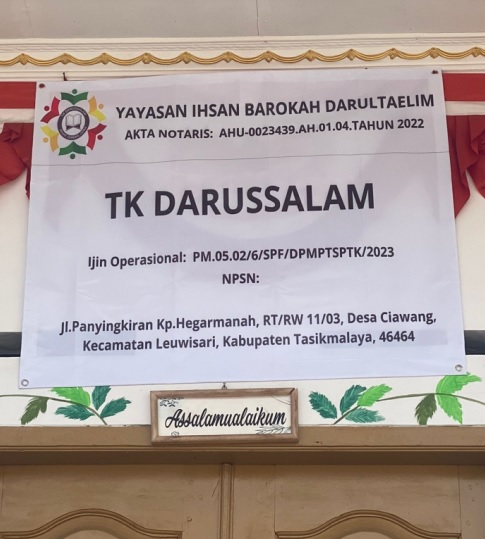 YAYASAN IHSAN BAROKAH DARULTAELIM
AKTA NOTARIS: AHU-0023439.AH.01.04.TAHUN 2022
TK DARUSSALAM
Ijin Operasional: PM.05.02/6/SPF/DPMPTSPTK/2023
NPSN:
Jl.Panyingkiran Kp.Hegarmanah, RT/RW 11/03, Desa Ciawang,
Kecamatan Leuwisari, Kabupaten Tasikmalaya, 46464
Assalamualaikum